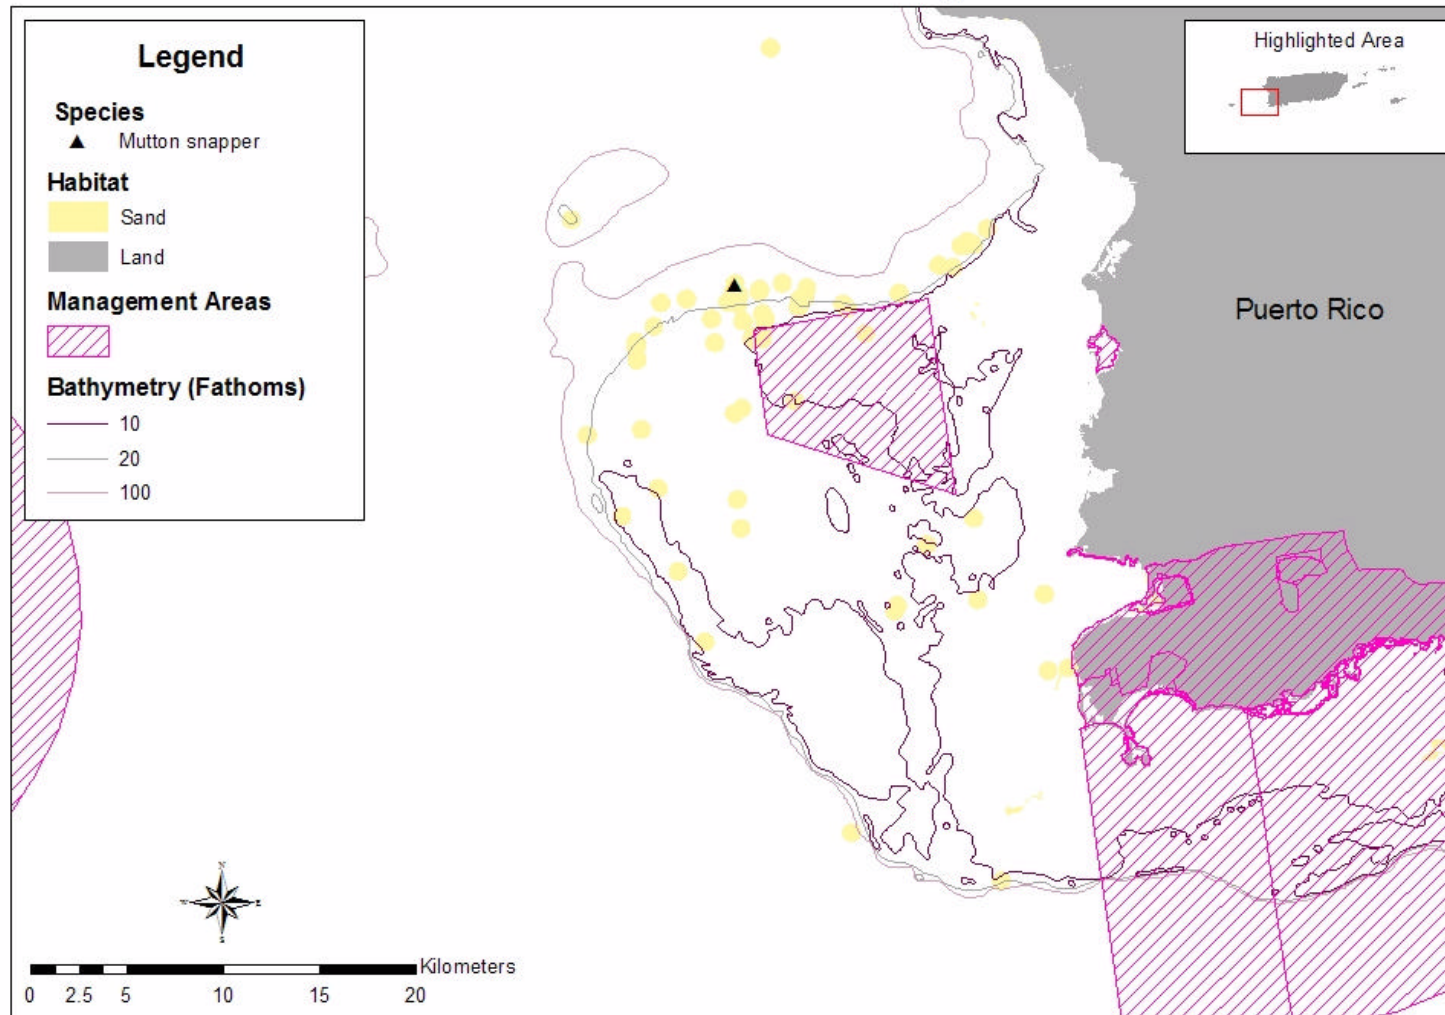 Legend
Species
Mutton snapper
Habitat
Sand
Land
Management Areas
Bathymetry (Fathoms)
10
20
100
Highlighted Area
Puerto Rico
N
W E
S
Kilometers
0 2.5 5 10 15 20